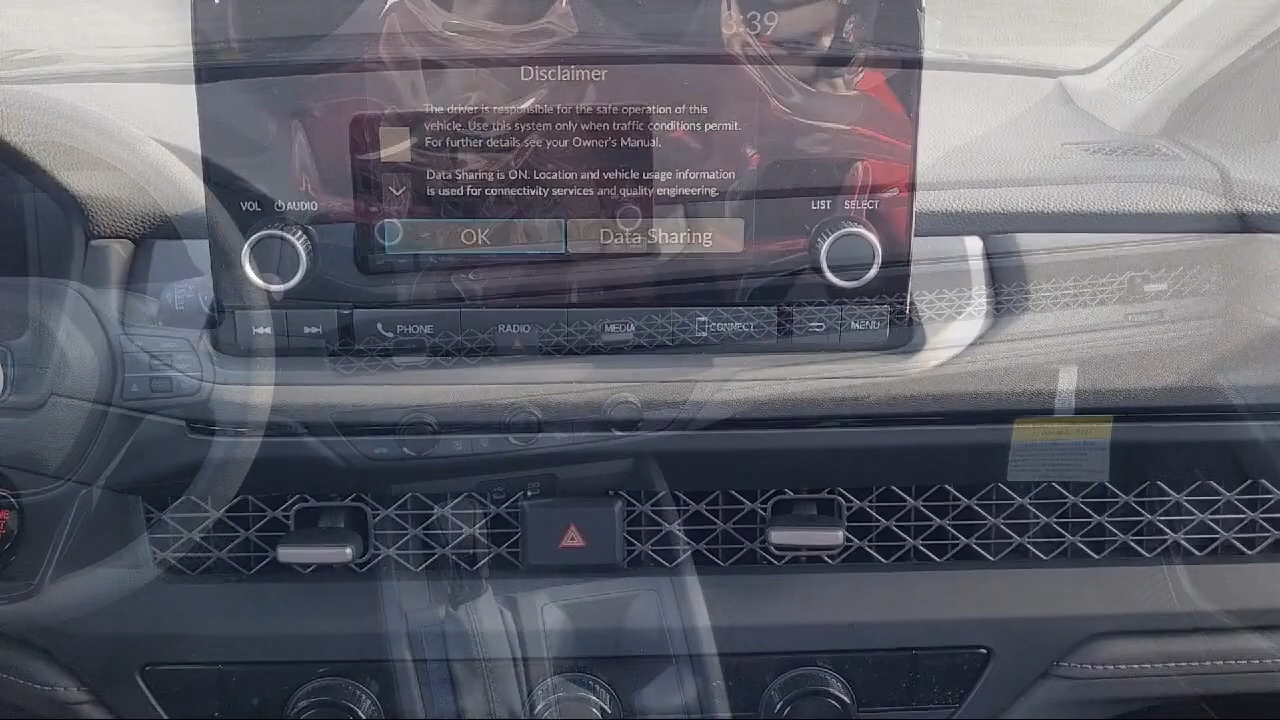 3:39
Disclaimer
The driver is responsible for the safe operation of this
vehicle. Use this system only when traffic conditions permit.
For further details see your Owner's Manual.
Data Sharing is ON. Location and vehicle usage information
is used for connectivity services and quality engineering.
OK Data Sharing
VOL AUDIO LIST SELECT
PHONE RADIO MEDIA CONNECT MENU